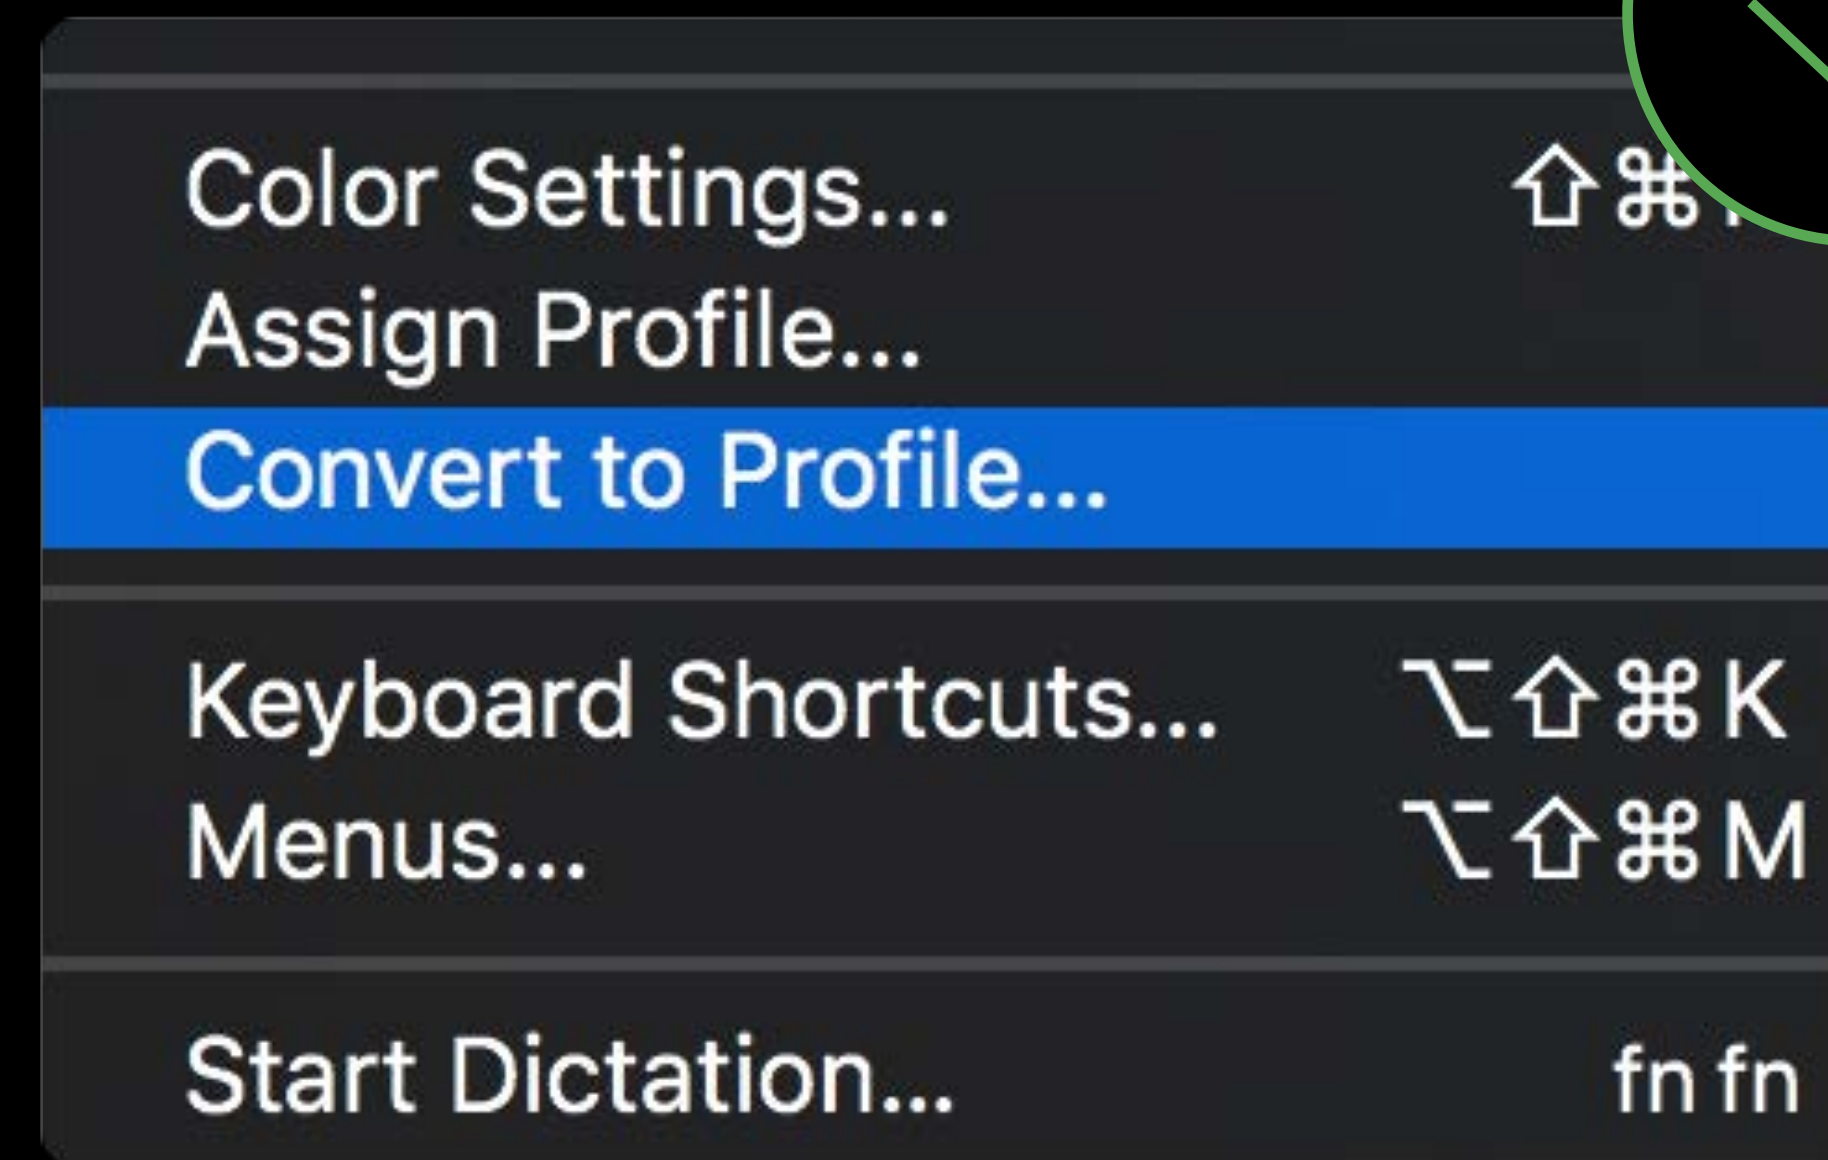 Color Settings... ⇧⌘
Assign Profile...
Convert to Profile...
Keyboard Shortcuts... ⌥⇧⌘K
Menus... ⌥⇧⌘M
Start Dictation... fn fn